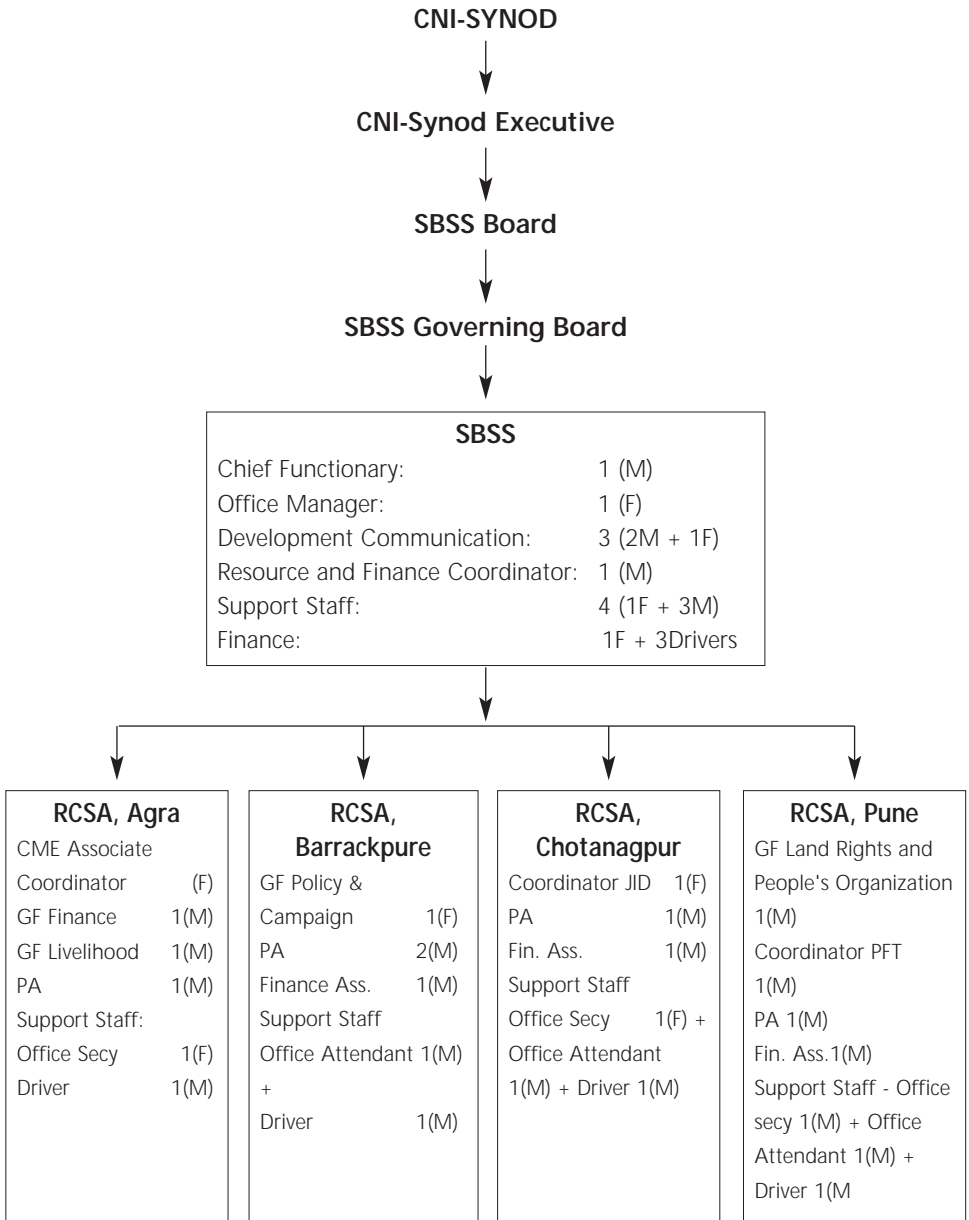 CNI-SYNOD
CNI-Synod Executive
SBSS Board
SBSS Governing Board
SBSS
Chief Functionary: 1 (M)
Office Manager: 1 (F)
Development Communication: 3 (2M + 1F)
Resource and Finance Coordinator: 1 (M)
Support Staff: 4 (1F + 3M)
Finance: 1F + 3Drivers
RCSA, Agra
CME Associate
Coordinator (F)
GF Finance 1(M)
GF Livelihood 1(M)
PA 1(M)
Support Staff:
Office Secy 1(F)
Driver 1(M)
RCSA,
Barrackpure
GF Policy &
Campaign 1(F)
PA 2(M)
Finance Ass. 1(M)
Support Staff
Office Attendant 1(M)
+
Driver 1(M)
RCSA,
Chotanagpur
Coordinator JID 1(F)
PA 1(M)
Fin. Ass. 1(M)
Support Staff
Office Secy 1(F) +
Office Attendant
1(M) + Driver 1(M)
RCSA, Pune
GF Land Rights and
People's Organization
1(M)
Coordinator PFT
1(M)
PA 1(M)
Fin. Ass.1(M)
Support Staff - Office
secy 1(M) + Office
Attendant 1(M) +
Driver 1(M